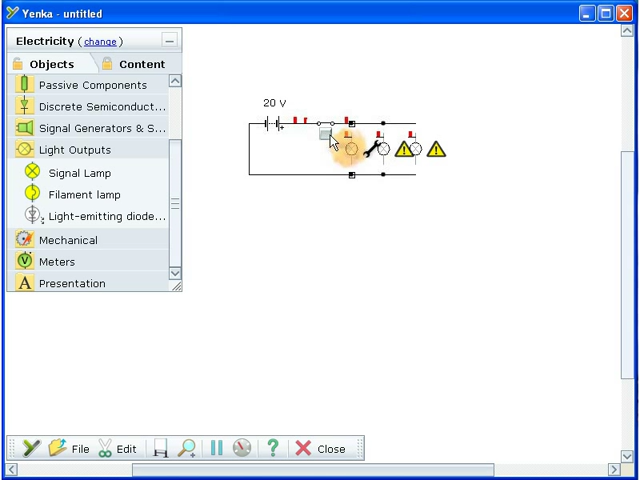 Yenka - untitled
Electricity ( change )
Objects
Content
Passive Components
Discrete Semiconduct...
Signal Generators & S...
Light Outputs
Signal Lamp
Filament lamp
Light-emitting diode...
Mechanical
V Meters
A Presentation
20 V
+
File
Edit
?
Close